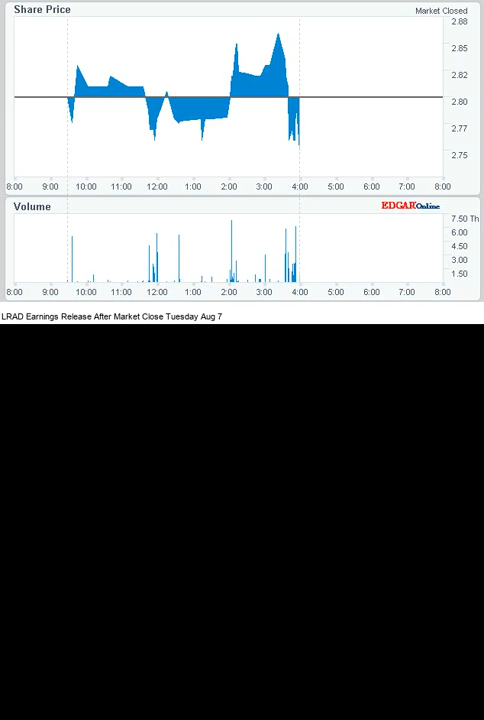 Share Price
Market Closed
2.88
2.85
2.82
2.80
2.77
2.75
8:00 9:00 10:00 11:00 12:00 1:00 2:00 3:00 4:00 5:00 6:00 7:00 8:00
Volume
EDGAR Online
7.50 Th
6.00
4.50
3.00
1.50
8:00 9:00 10:00 11:00 12:00 1:00 2:00 3:00 4:00 5:00 6:00 7:00 8:00
LRAD Earnings Release After Market Close Tuesday Aug 7